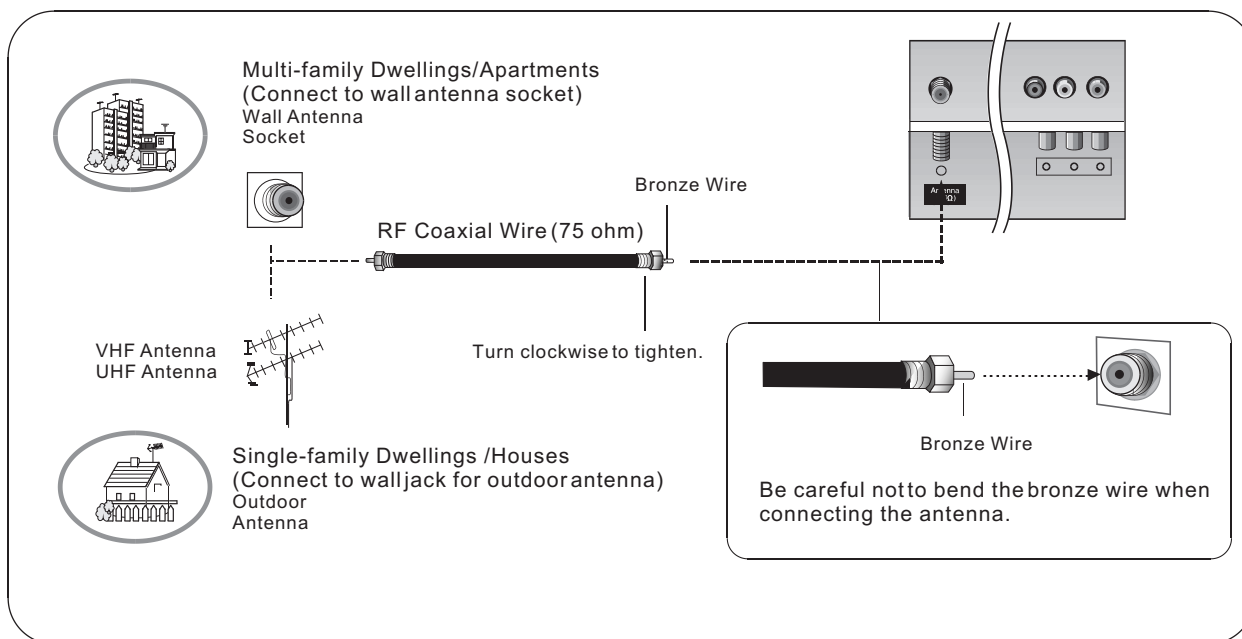 Multi-family Dwellings/Apartments
(Connect to wall antenna socket)
Wall Antenna
Socket
Bronze Wire
RF Coaxial Wire (75 ohm)
Antenna
Ω)
VHF Antenna
UHF Antenna
Turn clockwise to tighten.
Single-family Dwellings /Houses
(Connect to wall jack for outdoor antenna)
Outdoor
Antenna
Bronze Wire
Be careful not to bend the bronze wire when
connecting the antenna.